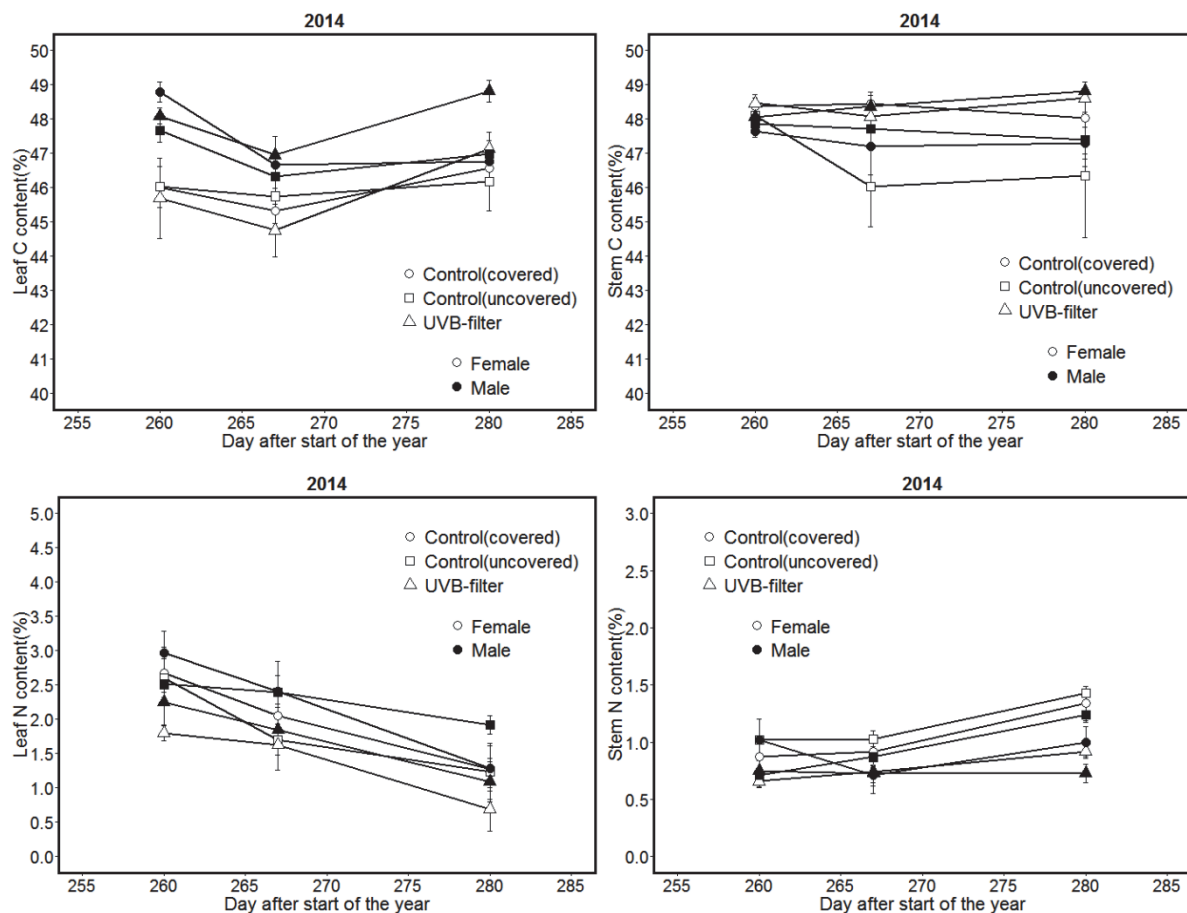 2014
Leaf C content(%)
50
49
48
47
46
45
44
43
42
41
40
Control(covered)
Control(uncovered)
UVB-filter
Female
Male
255 260 265 270 275 280 285
Day after start of the year
2014
Stem C content(%)
50
49
48
47
46
45
44
43
42
41
40
Control(covered)
Control(uncovered)
UVB-filter
Female
Male
255 260 265 270 275 280 285
Day after start of the year
2014
Leaf N content(%)
5.0
4.5
4.0
3.5
3.0
2.5
2.0
1.5
1.0
0.5
0.0
Control(covered)
Control(uncovered)
UVB-filter
Female
Male
255 260 265 270 275 280 285
Day after start of the year
2014
Stem N content(%)
3.0
2.5
2.0
1.5
1.0
0.5
0.0
Control(covered)
Control(uncovered)
UVB-filter
Female
Male
255 260 265 270 275 280 285
Day after start of the year